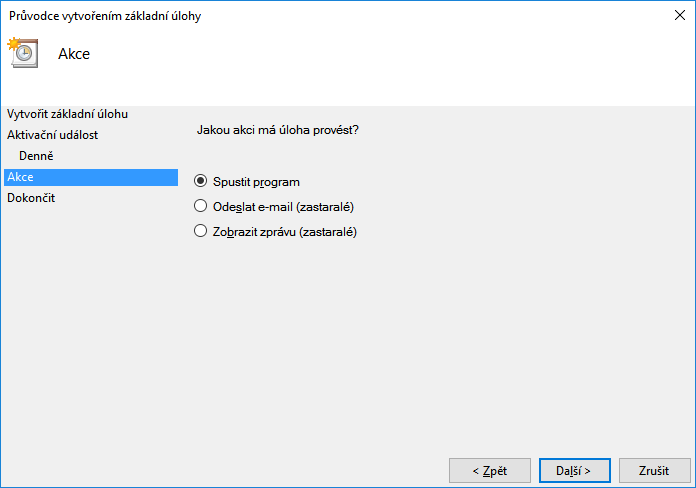 Průvodce vytvořením základní úlohy
Akce
Vytvořit základní úlohu
Aktivační událost
Denně
Akce
Dokončit
Jakou akci má úloha provést?
Spustit program
Odeslat e-mail (zastaralé)
Zobrazit zprávu (zastaralé)
< Zpět
Další >
Zrušit